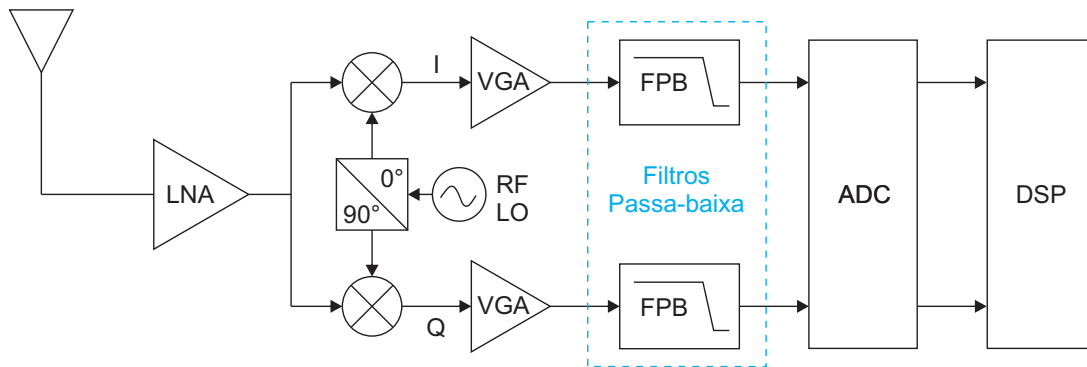 I
VGA
FPB
LNA
0°
90°
RF
LO
Filtros
Passa-baixa
ADC
DSP
Q
VGA
FPB